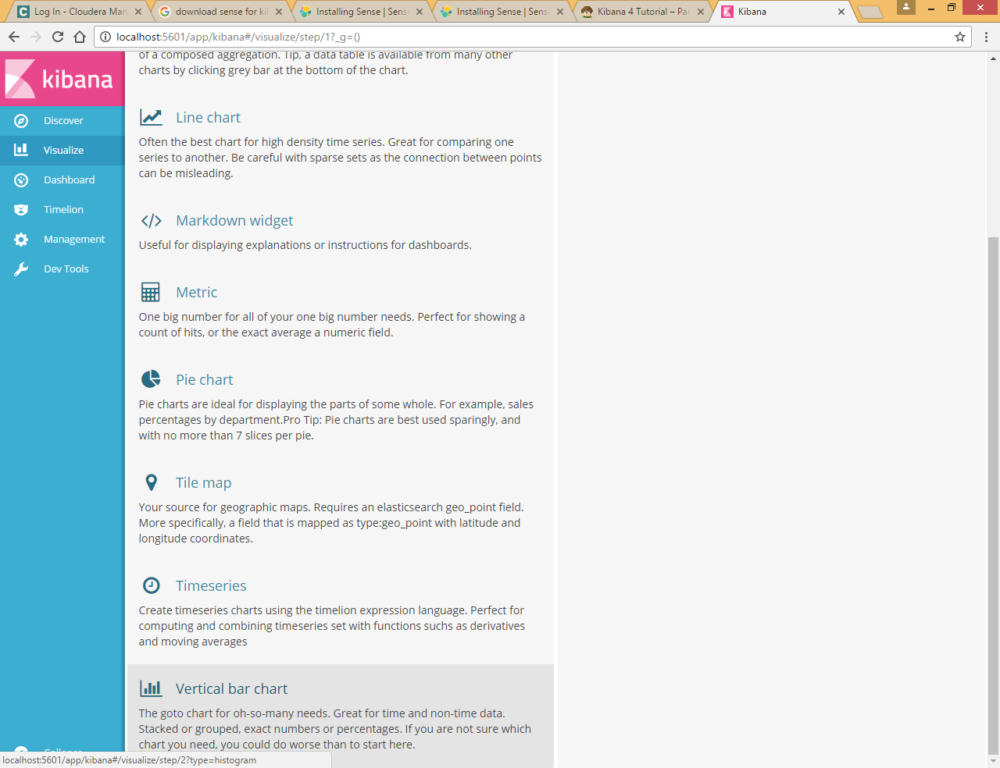 Log In - Cloudera Man
download sense for ki
Installing Sense | Sens
Installing Sense | Sens
Kibana 4 Tutorial – Pa
Kibana
localhost:5601/app/kibana#/visualize/step/1?_g=()
kibana
Discover
Visualize
Dashboard
Timelion
Management
Dev Tools
of a composed aggregation. Tip, a data table is available from many other
charts by clicking grey bar at the bottom of the chart.
Line chart
Often the best chart for high density time series. Great for comparing one
series to another. Be careful with sparse sets as the connection between points
can be misleading.
Markdown widget
Useful for displaying explanations or instructions for dashboards.
Metric
One big number for all of your one big number needs. Perfect for showing a
count of hits, or the exact average a numeric field.
Pie chart
Pie charts are ideal for displaying the parts of some whole. For example, sales
percentages by department.Pro Tip: Pie charts are best used sparingly, and
with no more than 7 slices per pie.
Tile map
Your source for geographic maps. Requires an elasticsearch geo_point field.
More specifically, a field that is mapped as type:geo_point with latitude and
longitude coordinates.
Timeseries
Create timeseries charts using the timelion expression language. Perfect for
computing and combining timeseries set with functions suchs as derivatives
and moving averages
Vertical bar chart
The goto chart for oh-so-many needs. Great for time and non-time data.
Stacked or grouped, exact numbers or percentages. If you are not sure which
chart you need, you could do worse than to start here.
Collapse
localhost:5601/app/kibana#/visualize/step/2?type=histogram